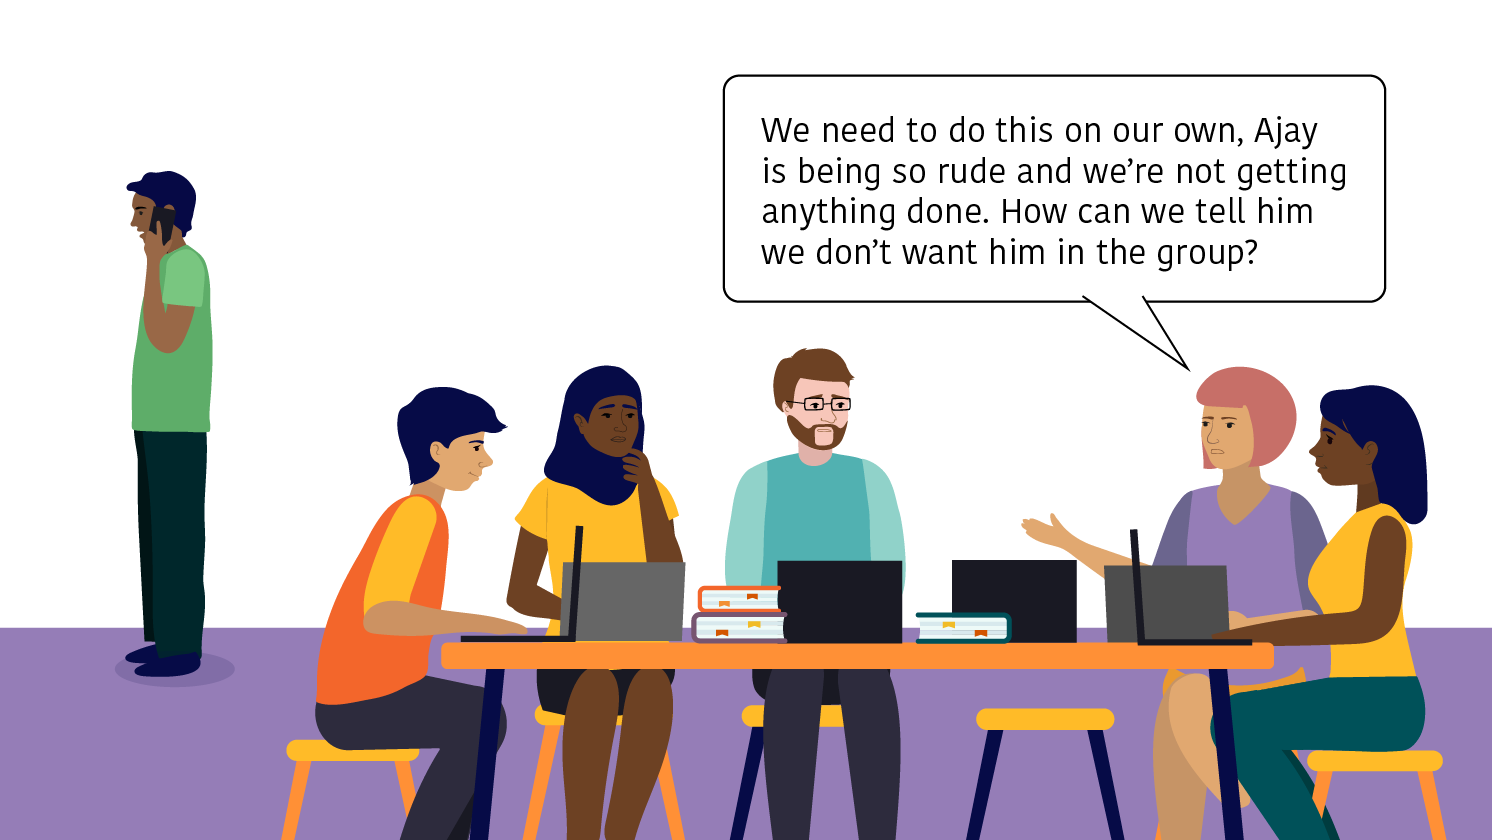 We need to do this on our own, Ajay
is being so rude and we’re not getting
anything done. How can we tell him
we don’t want him in the group?